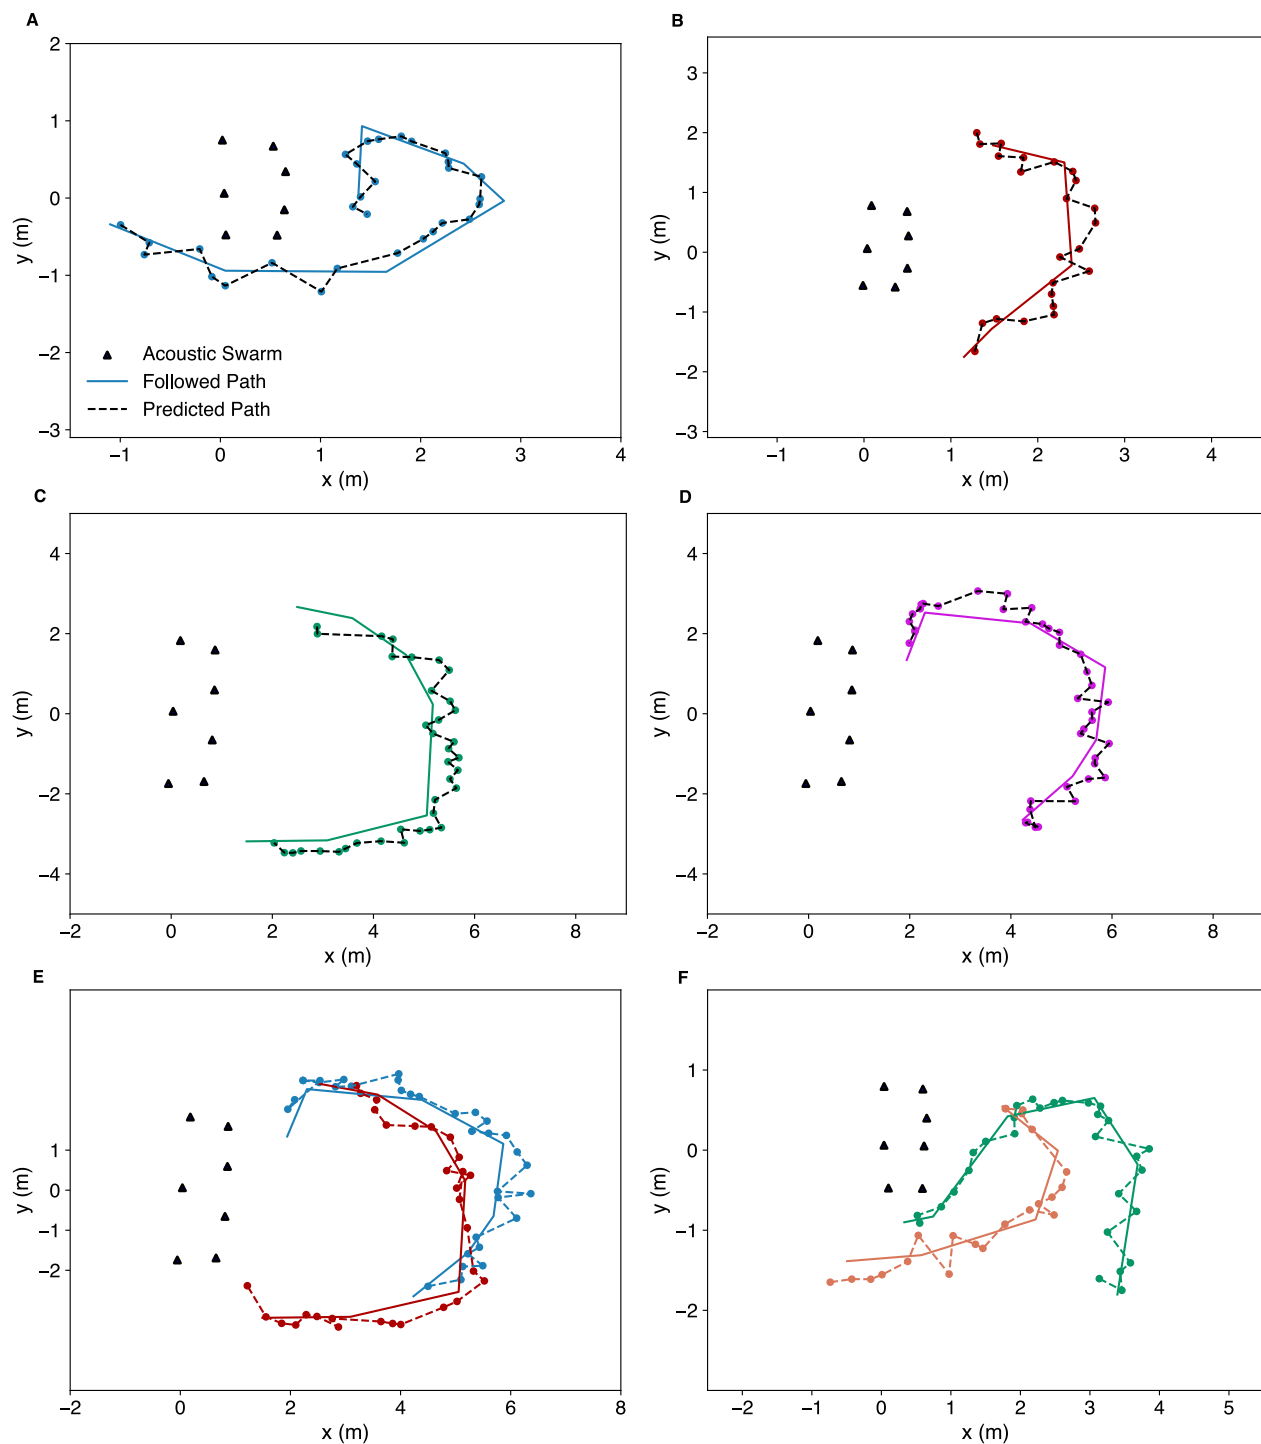 A
2
1
0
−1
−2
−3
y (m)
Acoustic Swarm
Followed Path
Predicted Path
−1 0 1 2 3 4
x (m)
B
3
2
1
0
−1
−2
−3
y (m)
−1 0 1 2 3 4
x (m)
C
4
2
0
−2
−4
y (m)
−2 0 2 4 6 8
x (m)
D
4
2
0
−2
−4
y (m)
−2 0 2 4 6 8
x (m)
E
1
0
−1
−2
y (m)
−2 0 2 4 6 8
x (m)
F
1
0
−1
−2
y (m)
−2 −1 0 1 2 3 4 5
x (m)